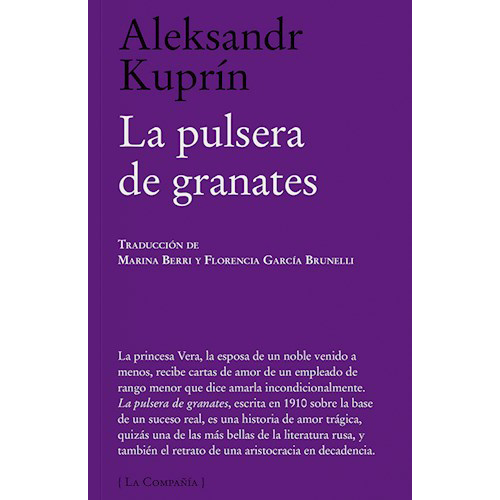 Aleksandr
Kuprín
La pulsera
de granates
Traducción de
Marina Berri y Florencia García Brunelli
La princesa Vera, la esposa de un noble venido a
menos, recibe cartas de amor de un empleado de
rango menor que dice amarla incondicionalmente.
La pulsera de granates, escrita en 1910 sobre la base
de un suceso real, es una historia de amor trágica,
quizás una de las más bellas de la literatura rusa, y
también el retrato de una aristocracia en decadencia.
[ La Compañía ]